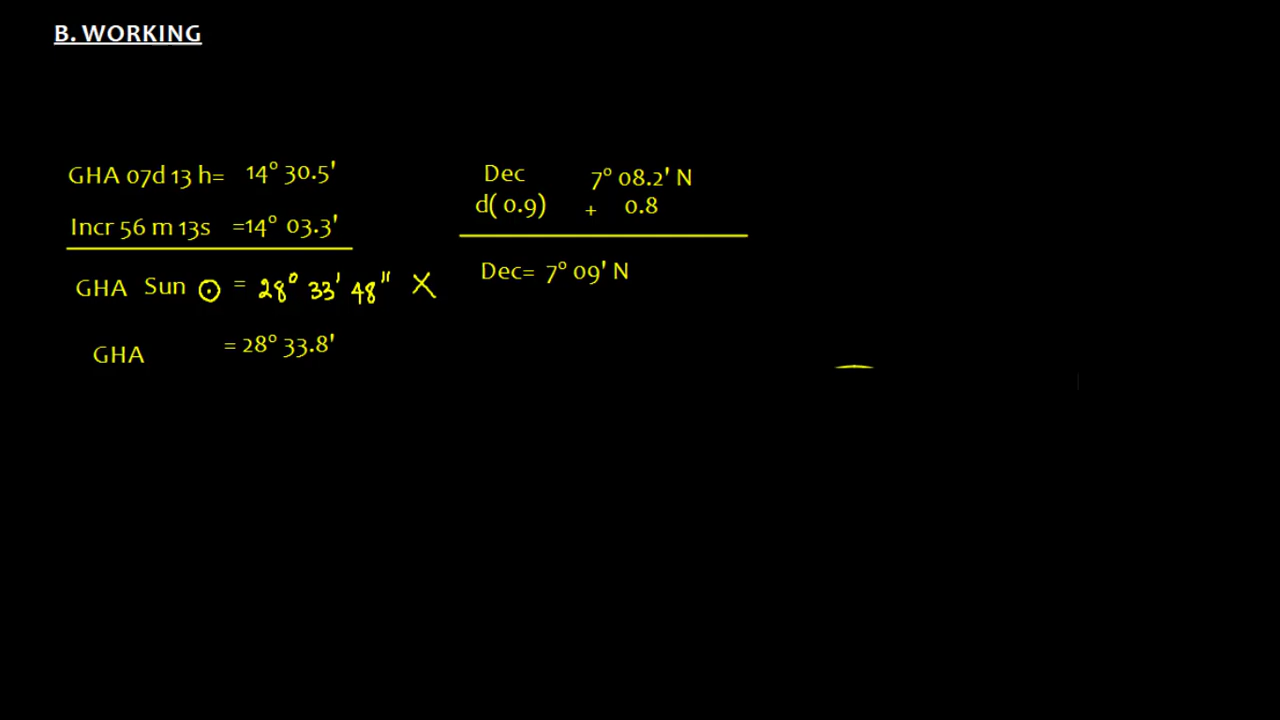 B. WORKING
GHA 07d 13 h= 14° 30.5'
Incr 56 m 13s =14° 03.3'
GHA Sun ⊙ = 28° 33' 48" X
GHA = 28° 33.8'
Dec 7° 08.2' N
d( 0.9) + 0.8
Dec= 7° 09' N